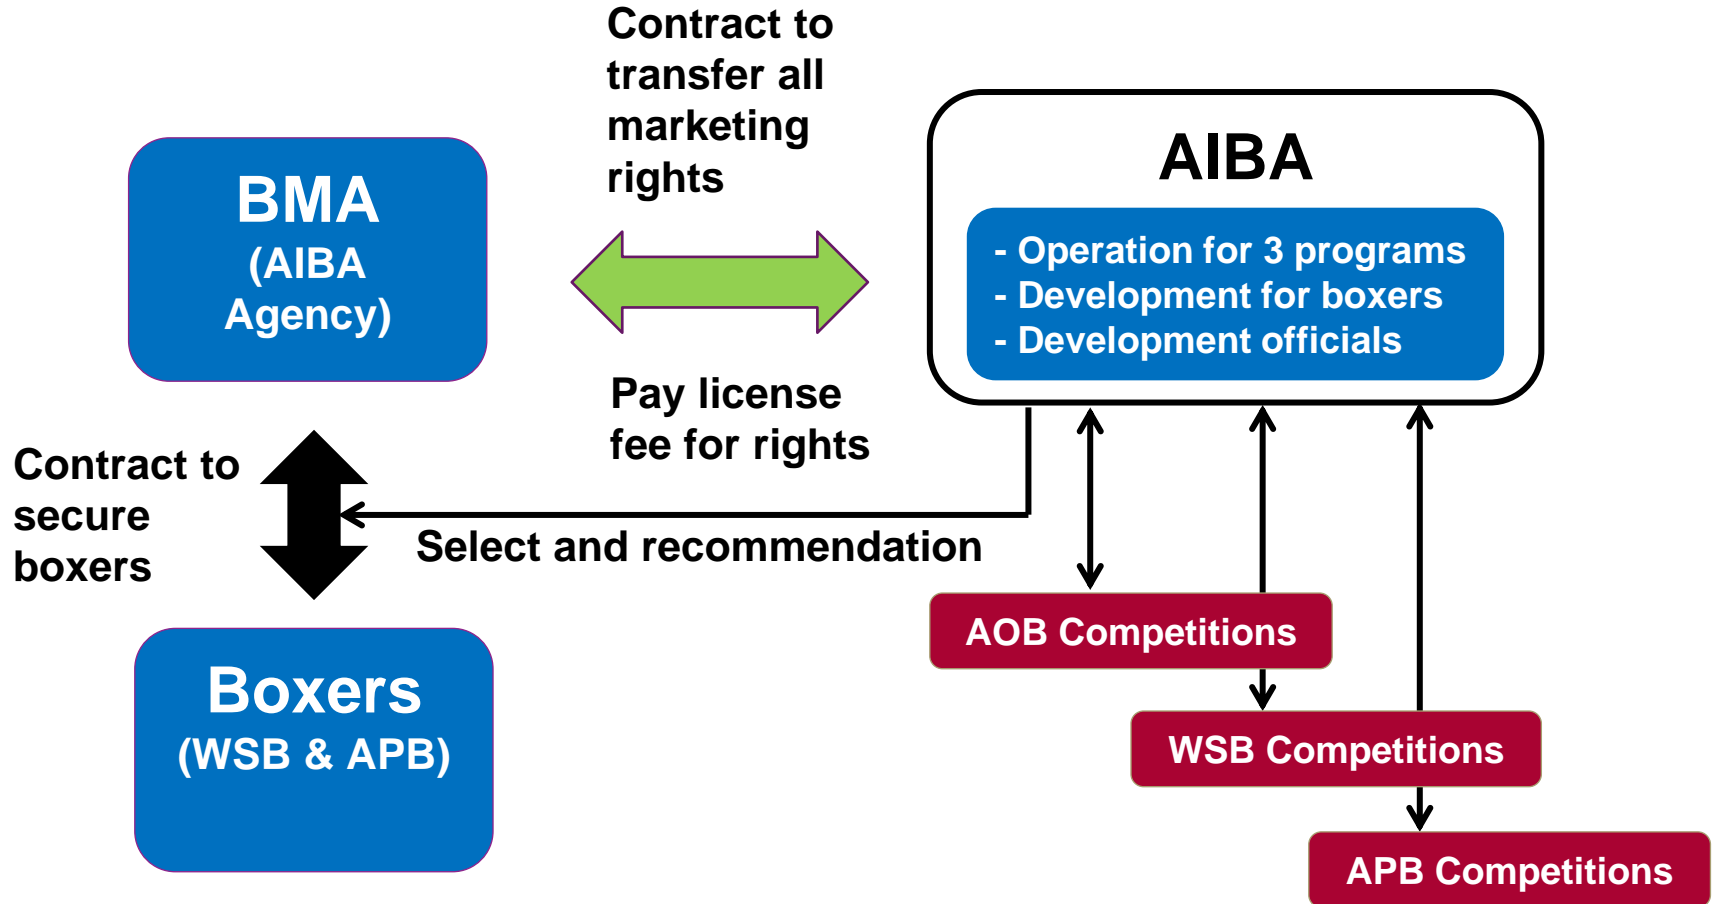 Contract to
transfer all
marketing
rights
BMA
(AIBA
Agency)
AIBA
- Operation for 3 programs
- Development for boxers
- Development officials
Pay license
fee for rights
Contract to
secure
boxers
Select and recommendation
Boxers
(WSB & APB)
AOB Competitions
WSB Competitions
APB Competitions